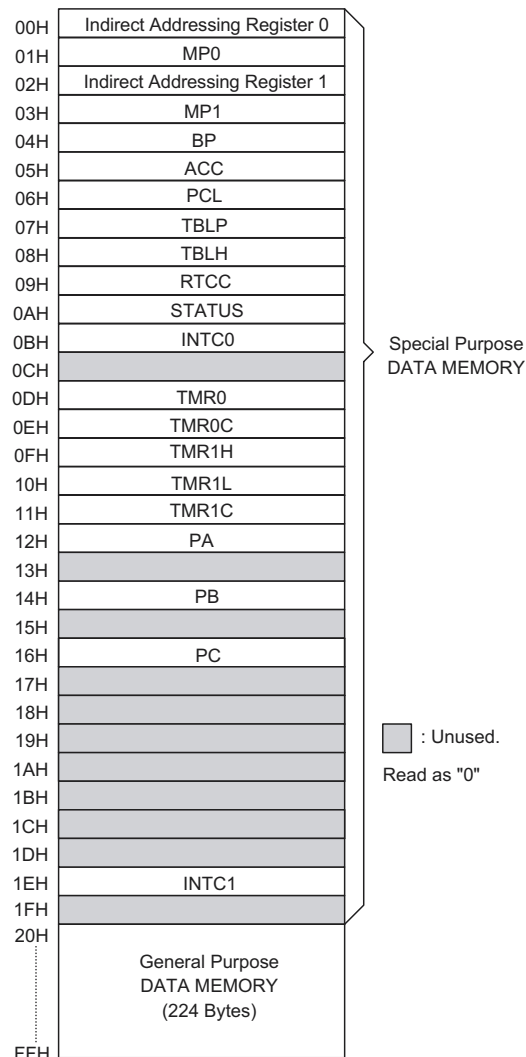 00H Indirect Addressing Register 0
01H MP0
02H Indirect Addressing Register 1
03H MP1
04H BP
05H ACC
06H PCL
07H TBLP
08H TBLH
09H RTCC
0AH STATUS
0BH INTC0
0CH
0DH TMR0
0EH TMR0C
0FH TMR1H
10H TMR1L
11H TMR1C
12H PA
13H
14H PB
15H
16H PC
17H
18H
19H
1AH
1BH
1CH
1DH
1EH INTC1
1FH
20H
General Purpose
DATA MEMORY
(224 Bytes)
FFH
Special Purpose
DATA MEMORY
: Unused.
Read as "0"